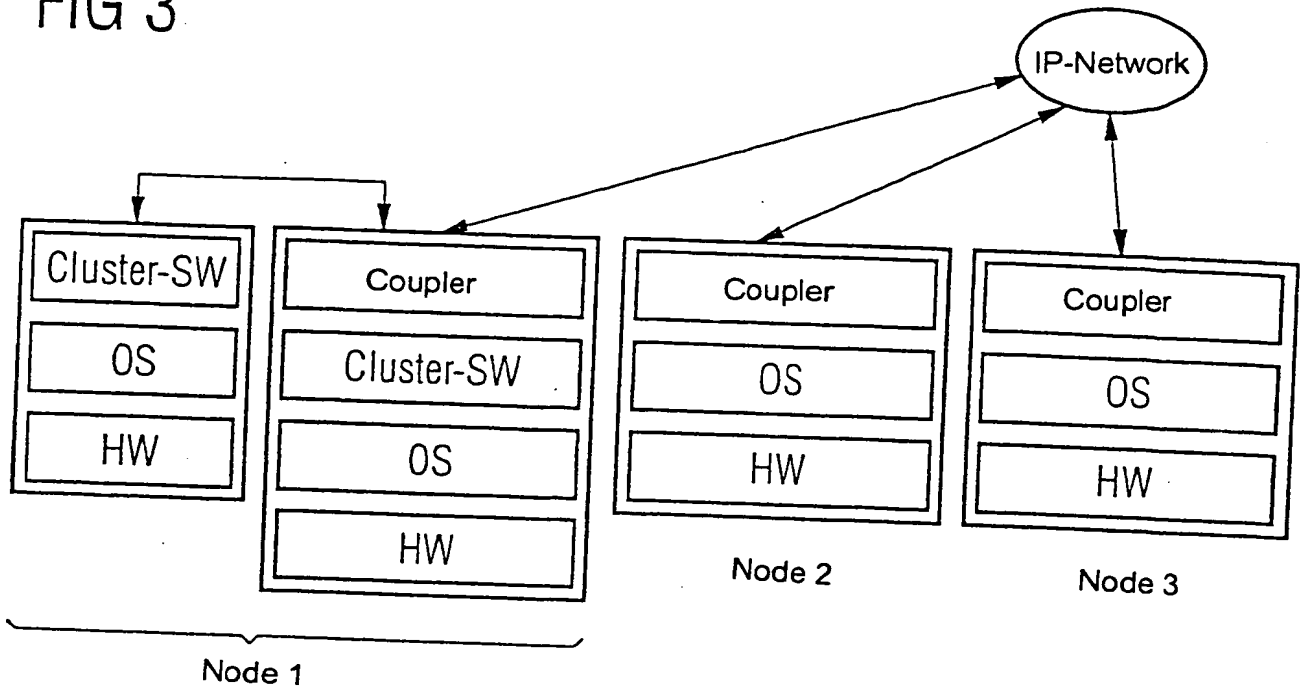 FIG 3
IP-Network
Cluster-SW
OS
HW
Coupler
Cluster-SW
OS
HW
Coupler
OS
HW
Coupler
OS
HW
Node 1
Node 2
Node 3